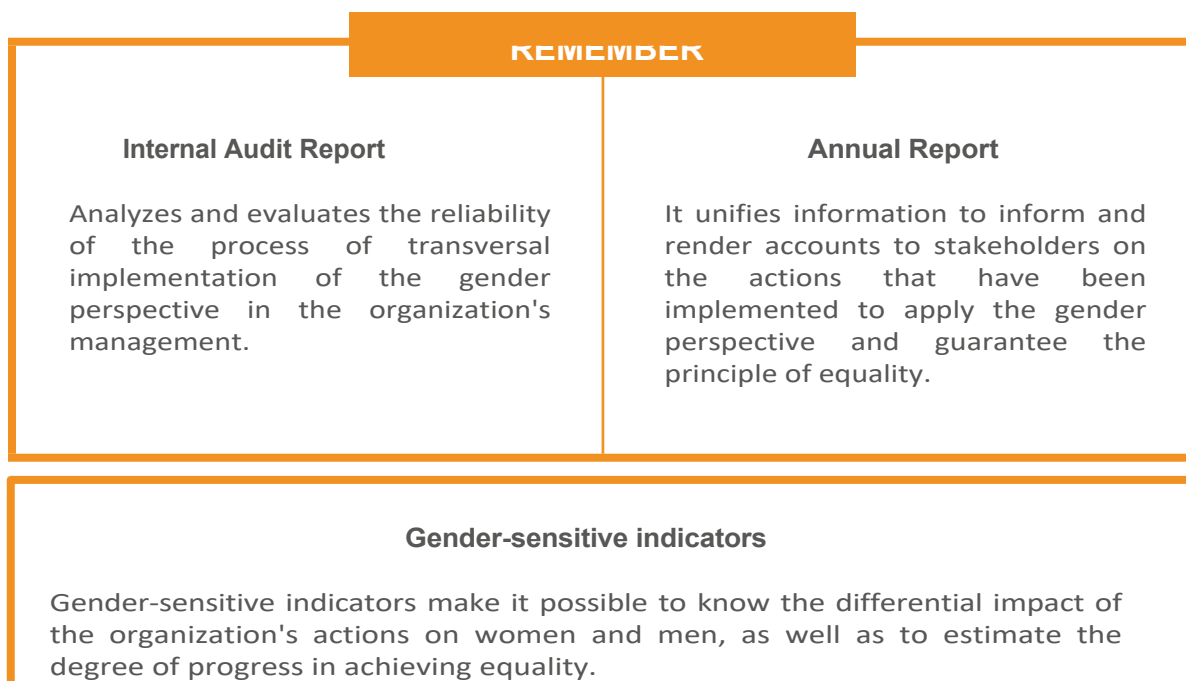 REMEMBER
Internal Audit Report
Analyzes and evaluates the reliability
of the process of transversal
implementation of the gender
perspective in the organization's
management.
Annual Report
It unifies information to inform and
render accounts to stakeholders on
the actions that have been
implemented to apply the gender
perspective and guarantee the
principle of equality.
Gender-sensitive indicators
Gender-sensitive indicators make it possible to know the differential impact of
the organization's actions on women and men, as well as to estimate the
degree of progress in achieving equality.